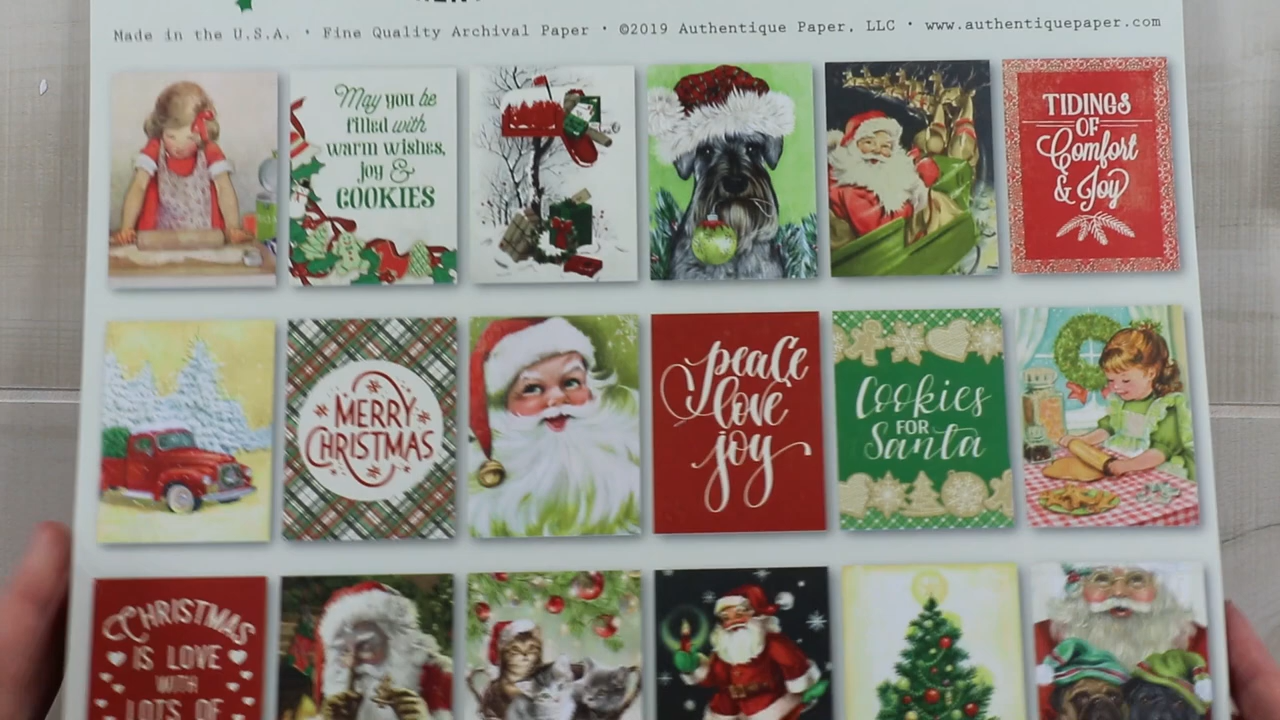 Made in the U.S.A. • Fine Quality Archival Paper • ©2019 Authentique Paper, LLC • www.authentiquepaper.com
May you be
filled with
warm wishes,
joy &
COOKIES
TIDINGS
OF
Comfort
& Joy
MERRY
CHRISTMAS
peace
love
joy
Cookies
FOR
Santa
CHRISTMAS
IS LOVE
WITH
LOTS OF